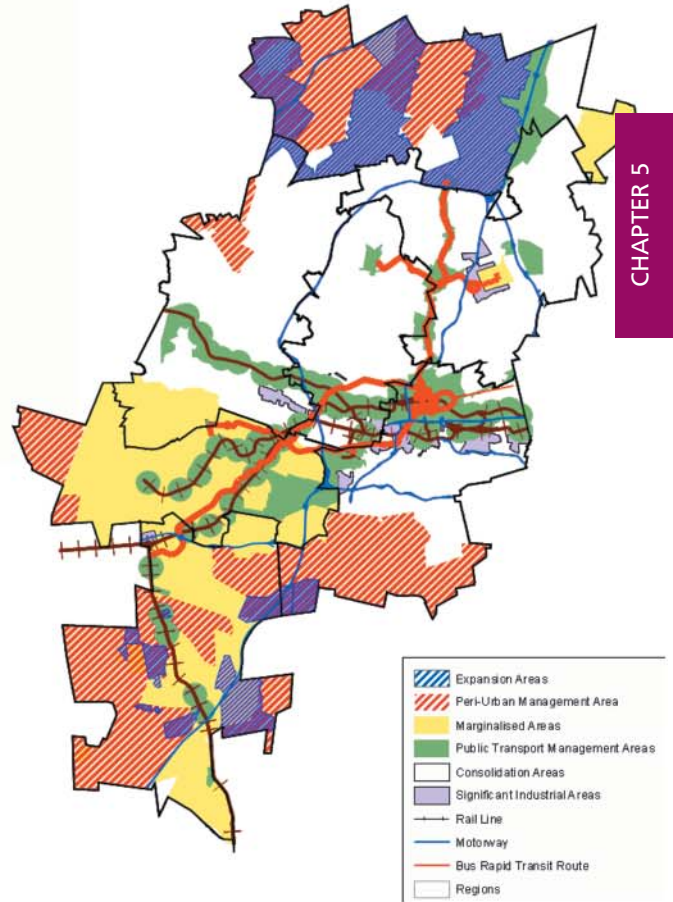 CHAPTER 5
Expansion Areas
Peri-Urban Management Area
Marginalised Areas
Public Transport Management Areas
Consolidation Areas
Significant Industrial Areas
Rail Line
Motorway
Bus Rapid Transit Route
Regions